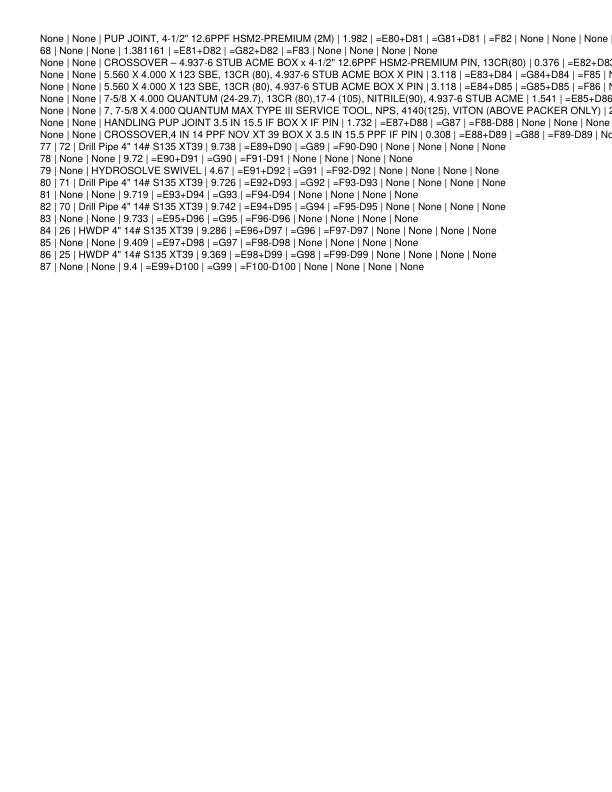 None | None | PUP JOINT, 4-1/2" 12.6PPF HSM2-PREMIUM (2M) | 1.982 | =E80+D81 | =G81+D81 | =F82 | None | None | None |
68 | None | None | 1.381161 | =E81+D82 | =G82+D82 | =F83 | None | None | None | None
None | None | CROSSOVER – 4.937-6 STUB ACME BOX x 4-1/2" 12.6PPF HSM2-PREMIUM PIN, 13CR(80) | 0.376 | =E82+D83
None | None | 5.560 X 4.000 X 123 SBE, 13CR (80), 4.937-6 STUB ACME BOX X PIN | 3.118 | =E83+D84 | =G84+D84 | =F85 |
None | None | 5.560 X 4.000 X 123 SBE, 13CR (80), 4.937-6 STUB ACME BOX X PIN | 3.118 | =E84+D85 | =G85+D85 | =F86 |
None | None | 7-5/8 X 4.000 QUANTUM (24-29.7), 13CR (80),17-4 (105), NITRILE(90), 4.937-6 STUB ACME | 1.541 | =E85+D86
None | None | 7, 7-5/8 X 4.000 QUANTUM MAX TYPE III SERVICE TOOL, NPS, 4140(125), VITON (ABOVE PACKER ONLY) |
None | None | HANDLING PUP JOINT 3.5 IN 15.5 IF BOX X IF PIN | 1.732 | =E87+D88 | =G87 | =F88-D88 | None | None | None
None | None | CROSSOVER,4 IN 14 PPF NOV XT 39 BOX X 3.5 IN 15.5 PPF IF PIN | 0.308 | =E88+D89 | =G88 | =F89-D89 |
77 | 72 | Drill Pipe 4" 14# S135 XT39 | 9.738 | =E89+D90 | =G89 | =F90-D90 | None | None | None | None
78 | None | None | 9.72 | =E90+D91 | =G90 | =F91-D91 | None | None | None | None
79 | None | HYDROSOLVE SWIVEL | 4.67 | =E91+D92 | =G91 | =F92-D92 | None | None | None | None
80 | 71 | Drill Pipe 4" 14# S135 XT39 | 9.726 | =E92+D93 | =G92 | =F93-D93 | None | None | None | None
81 | None | None | 9.719 | =E93+D94 | =G93 | =F94-D94 | None | None | None | None
82 | 70 | Drill Pipe 4" 14# S135 XT39 | 9.742 | =E94+D95 | =G94 | =F95-D95 | None | None | None | None
83 | None | None | 9.733 | =E95+D96 | =G95 | =F96-D96 | None | None | None | None
84 | 26 | HWDP 4" 14# S135 XT39 | 9.286 | =E96+D97 | =G96 | =F97-D97 | None | None | None | None
85 | None | None | 9.409 | =E97+D98 | =G97 | =F98-D98 | None | None | None | None
86 | 25 | HWDP 4" 14# S135 XT39 | 9.369 | =E98+D99 | =G98 | =F99-D99 | None | None | None | None
87 | None | None | 9.4 | =E99+D100 | =G99 | =F100-D100 | None | None | None | None